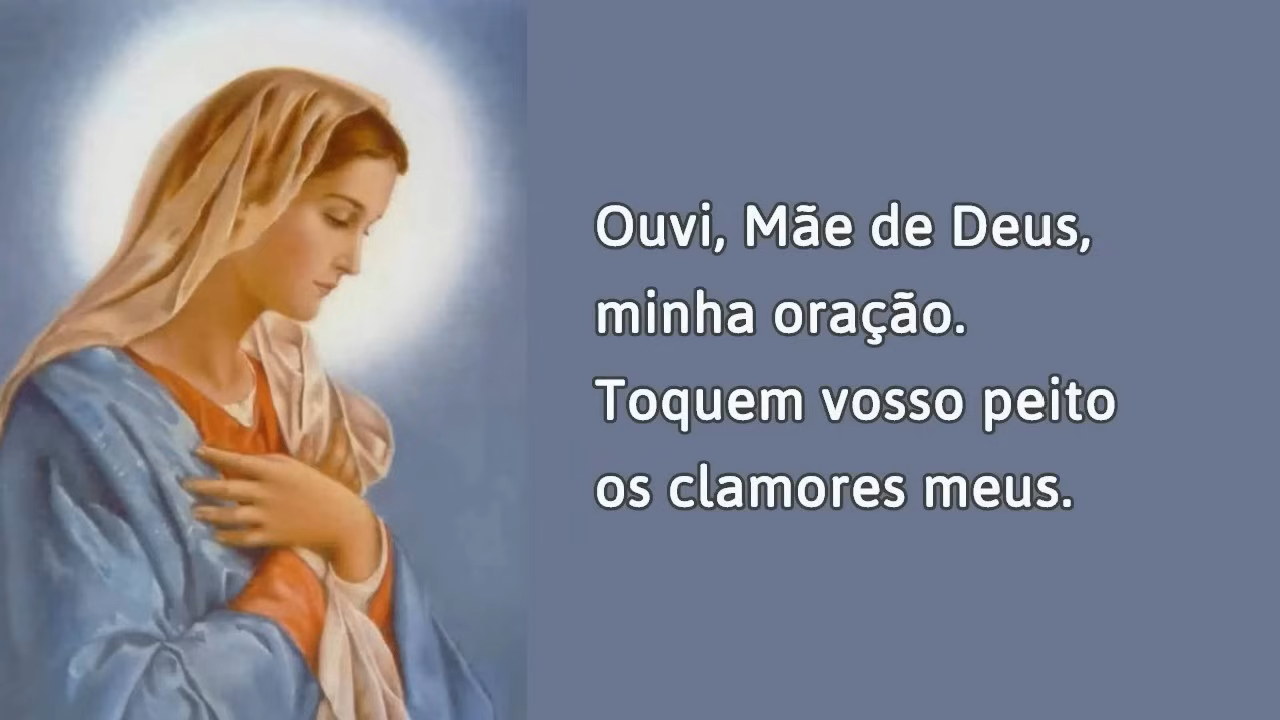 Ouvi, Mãe de Deus,
minha oração.
Toquem vosso peito
os clamores meus.